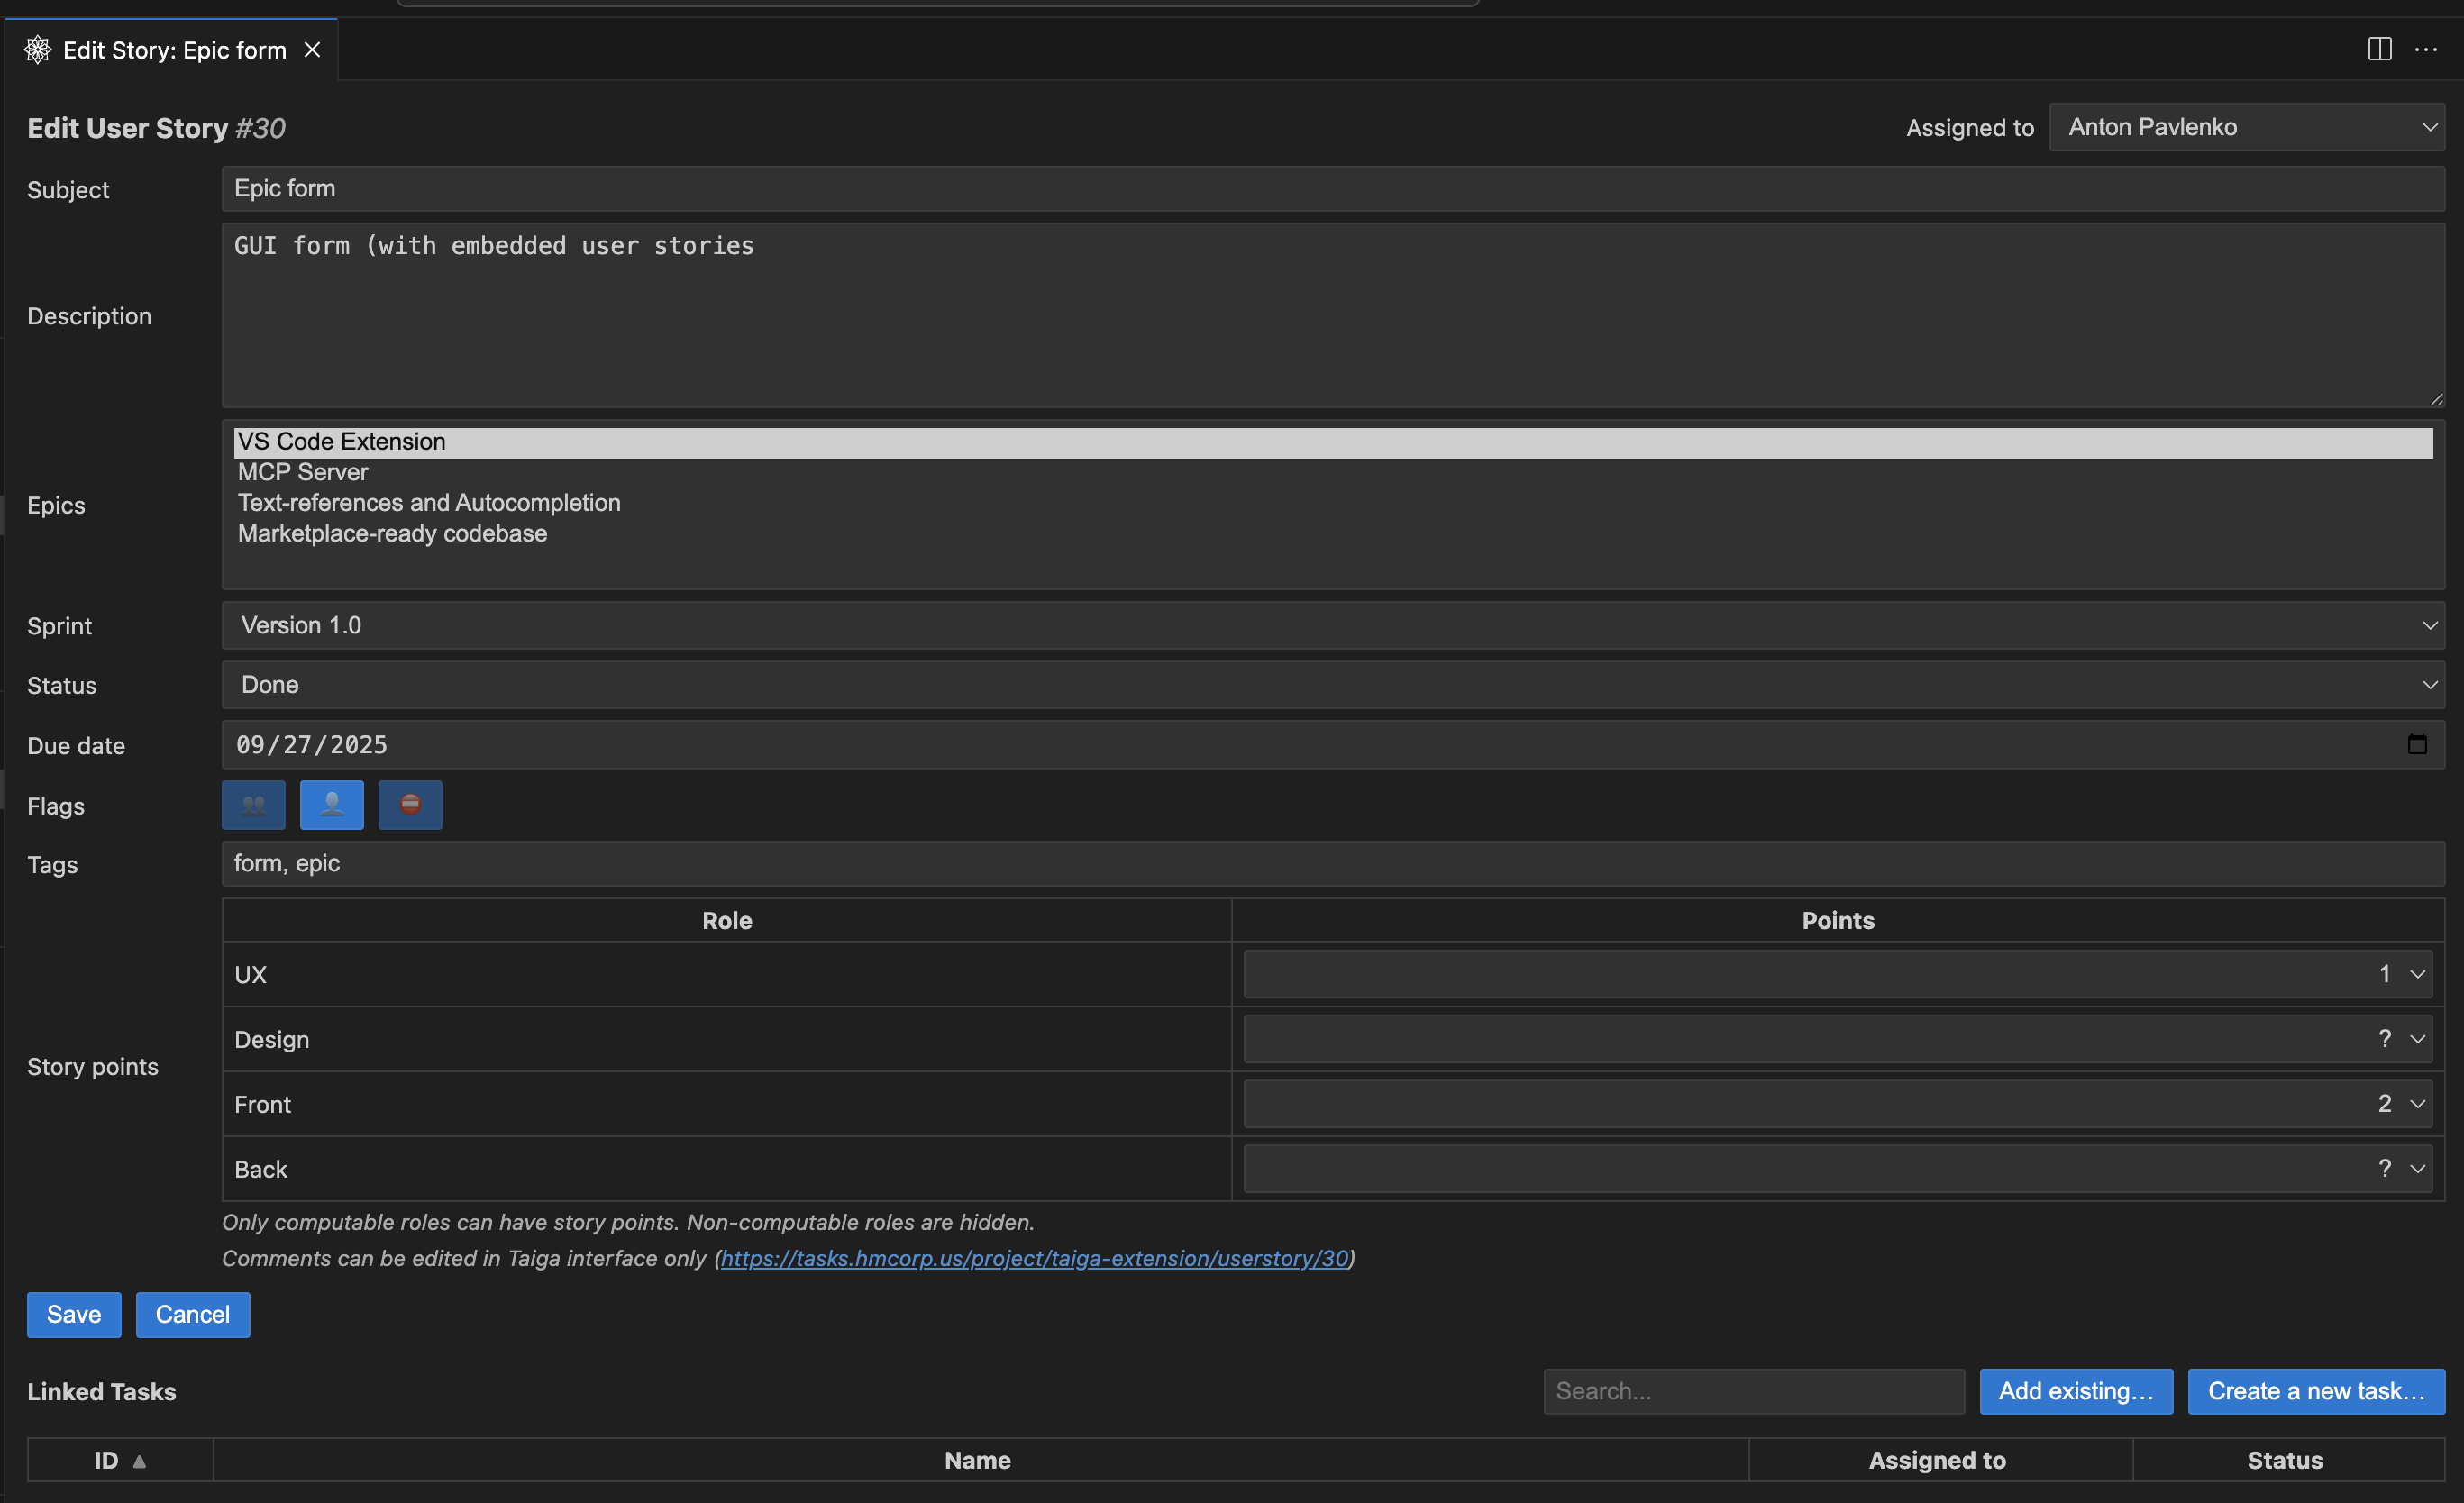 Edit Story: Epic form
Edit User Story #30
Assigned to
Anton Pavlenko
Subject
Epic form
Description
GUI form (with embedded user stories
Epics
VS Code Extension
MCP Server
Text-references and Autocompletion
Marketplace-ready codebase
Sprint
Version 1.0
Status
Done
Due date
09/27/2025
Flags
Tags
form, epic
Story points
Role
Points
UX
1
Design
?
Front
2
Back
?
Only computable roles can have story points. Non-computable roles are hidden.
Comments can be edited in Taiga interface only (https://tasks.hmcorp.us/project/taiga-extension/userstory/30)
Save
Cancel
Linked Tasks
Search...
Add existing...
Create a new task...
ID ▲
Name
Assigned to
Status